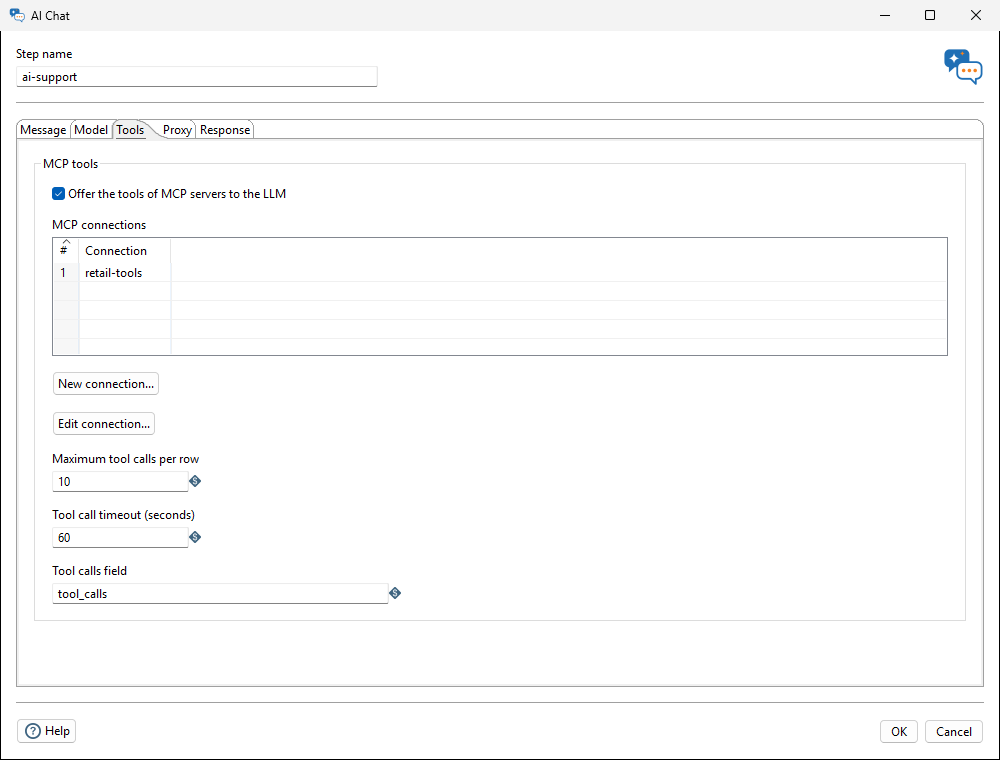 AI Chat
Step name
ai-support
Message Model Tools Proxy Response
MCP tools
Offer the tools of MCP servers to the LLM
MCP connections
# Connection
1 retail-tools
New connection...
Edit connection...
Maximum tool calls per row
10
Tool call timeout (seconds)
60
Tool calls field
tool_calls
Help OK Cancel